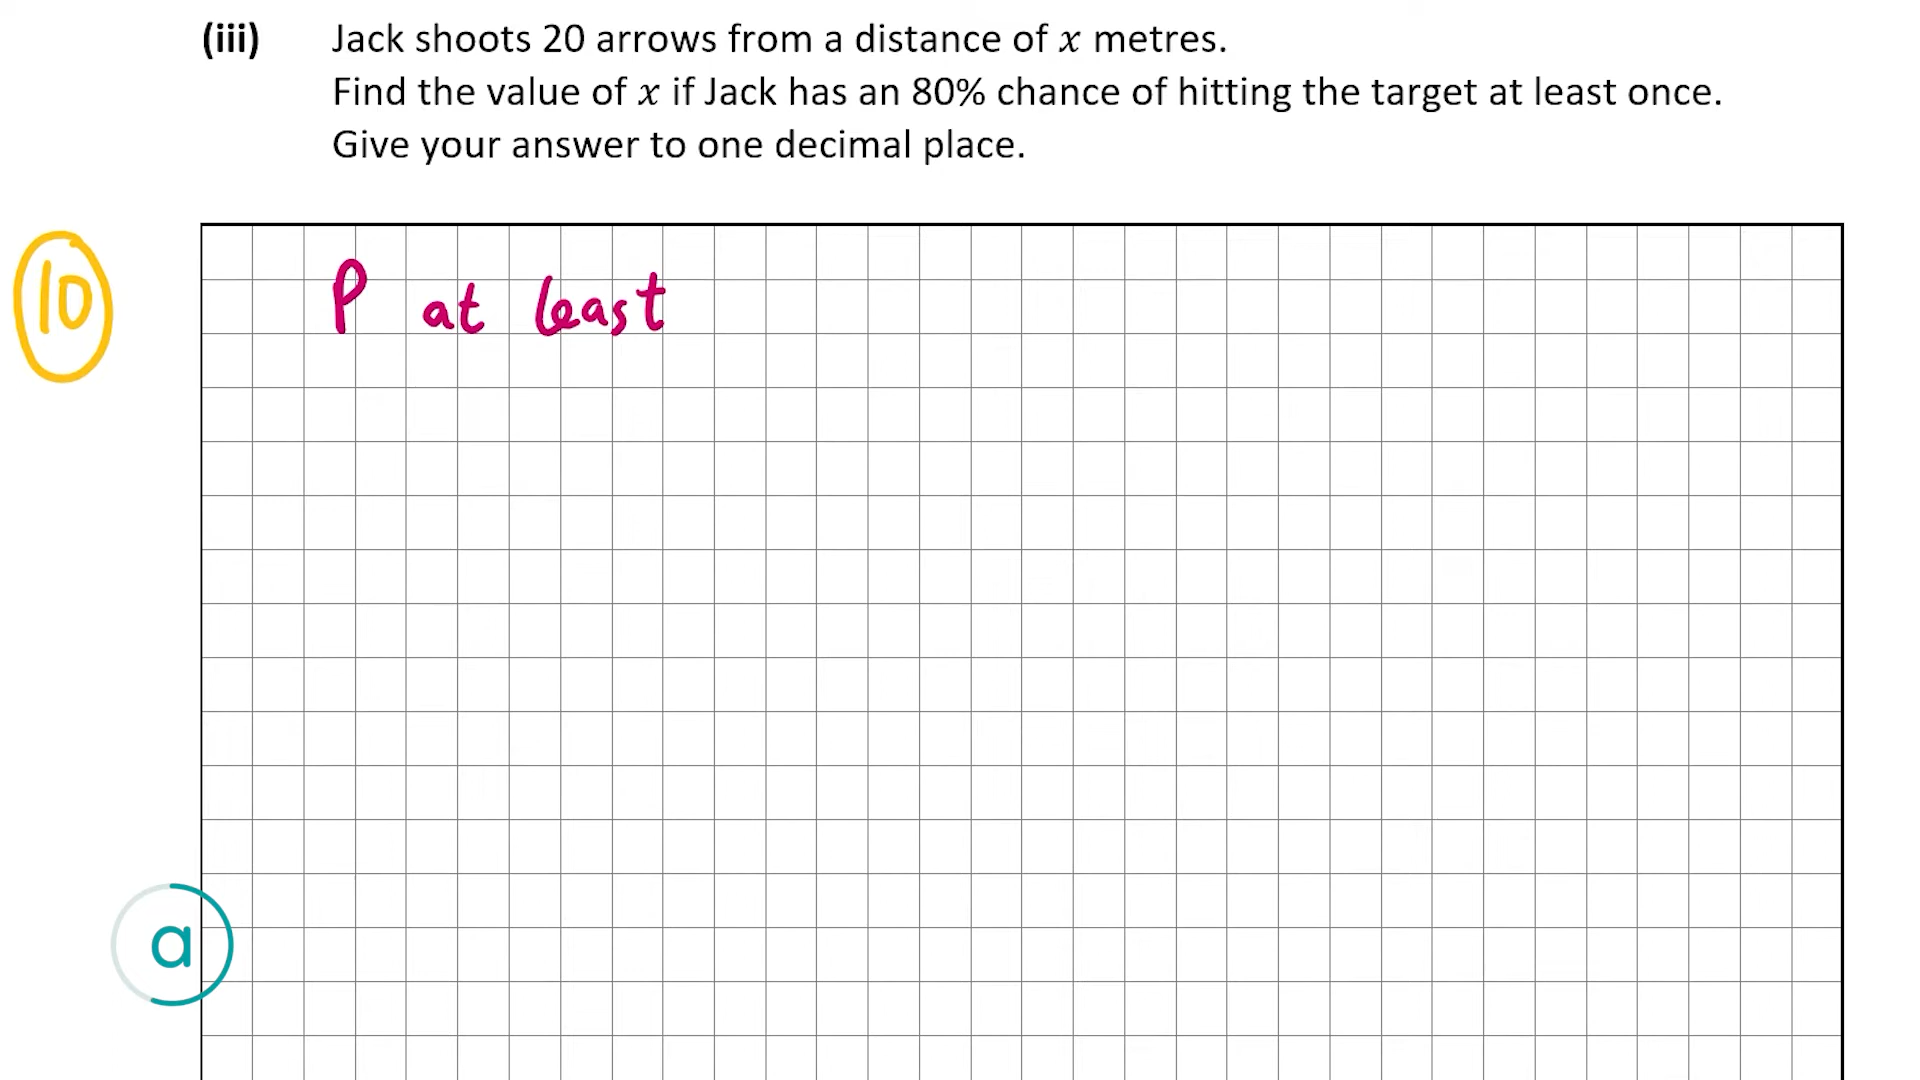 (iii) Jack shoots 20 arrows from a distance of x metres.
Find the value of x if Jack has an 80% chance of hitting the target at least once.
Give your answer to one decimal place.
10
P at least
a